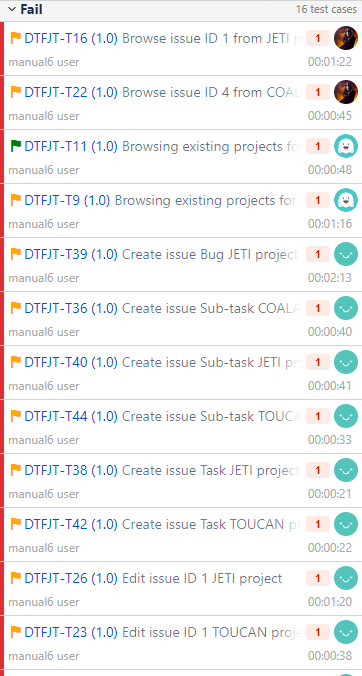 Fail 16 test cases
DTFJT-T16 (1.0) Browse issue ID 1 from JETI p 1
manual6 user 00:01:22
DTFJT-T22 (1.0) Browse issue ID 4 from COAL 1
manual6 user 00:00:45
DTFJT-T11 (1.0) Browsing existing projects fo 1
manual6 user 00:00:48
DTFJT-T9 (1.0) Browsing existing projects for 1
manual6 user 00:01:16
DTFJT-T39 (1.0) Create issue Bug JETI project 1
manual6 user 00:02:13
DTFJT-T36 (1.0) Create issue Sub-task COALA 1
manual6 user 00:00:40
DTFJT-T40 (1.0) Create issue Sub-task JETI pro 1
manual6 user 00:00:41
DTFJT-T44 (1.0) Create issue Sub-task TOUC 1
manual6 user 00:00:33
DTFJT-T38 (1.0) Create issue Task JETI project 1
manual6 user 00:00:21
DTFJT-T42 (1.0) Create issue Task TOUCAN p 1
manual6 user 00:00:22
DTFJT-T26 (1.0) Edit issue ID 1 JETI project 1
manual6 user 00:01:20
DTFJT-T23 (1.0) Edit issue ID 1 TOUCAN proje 1
manual6 user 00:00:38